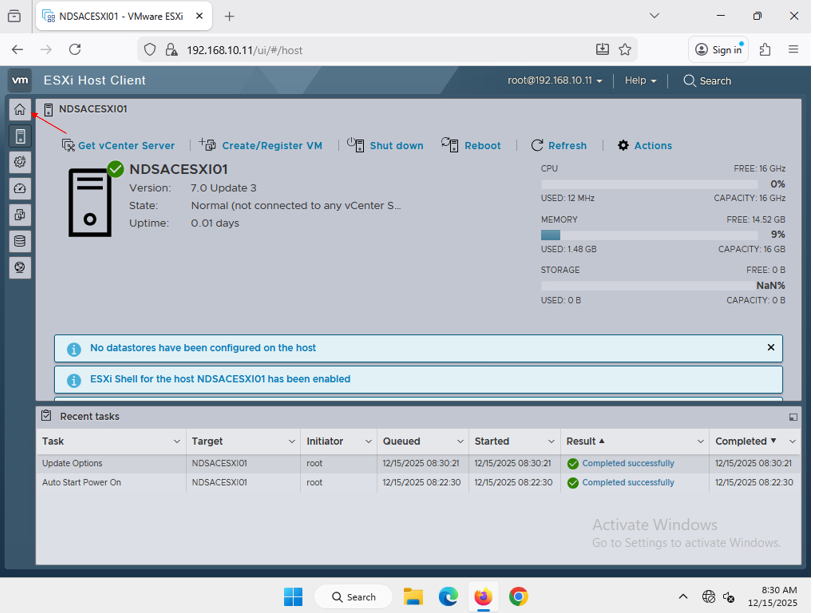 NDSACESXI01 - VMware ESXi
192.168.10.11/ui/#/host
Sign in
vm ESXi Host Client
root@192.168.10.11
Help
Search
NDSACESXI01
Get vCenter Server
Create/Register VM
Shut down
Reboot
Refresh
Actions
NDSACESXI01
Version: 7.0 Update 3
State: Normal (not connected to any vCenter S...
Uptime: 0.01 days
CPU FREE: 16 GHz
0%
USED: 12 MHz CAPACITY: 16 GHz
MEMORY FREE: 14.52 GB
9%
USED: 1.48 GB CAPACITY: 16 GB
STORAGE FREE: 0 B
NaN%
USED: 0 B CAPACITY: 0 B
No datastores have been configured on the host
ESXi Shell for the host NDSACESXI01 has been enabled
Recent tasks
Task Target Initiator Queued Started Result Completed
Update Options NDSACESXI01 root 12/15/2025 08:30:21 12/15/2025 08:30:21 Completed successfully 12/15/2025 08:30:21
Auto Start Power On NDSACESXI01 root 12/15/2025 08:22:30 12/15/2025 08:22:30 Completed successfully 12/15/2025 08:22:30
Activate Windows
Go to Settings to activate Windows.
Search
8:30 AM
12/15/2025